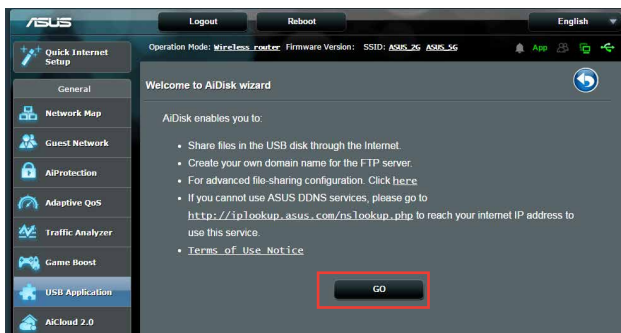 ASUS
Logout
Reboot
English
Quick Internet
Setup
Operation Mode: Wireless router Firmware Version: SSID: ASUS_2G ASUS_5G
App
General
Network Map
Guest Network
AiProtection
Adaptive QoS
Traffic Analyzer
Game Boost
USB Application
AiCloud 2.0
Welcome to AiDisk wizard
AiDisk enables you to:
• Share files in the USB disk through the Internet.
• Create your own domain name for the FTP server.
• For advanced file-sharing configuration. Click here
• If you cannot use ASUS DDNS services, please go to
http://iplookup.asus.com/nslookup.php to reach your internet IP address to
use this service.
• Terms of Use Notice
GO